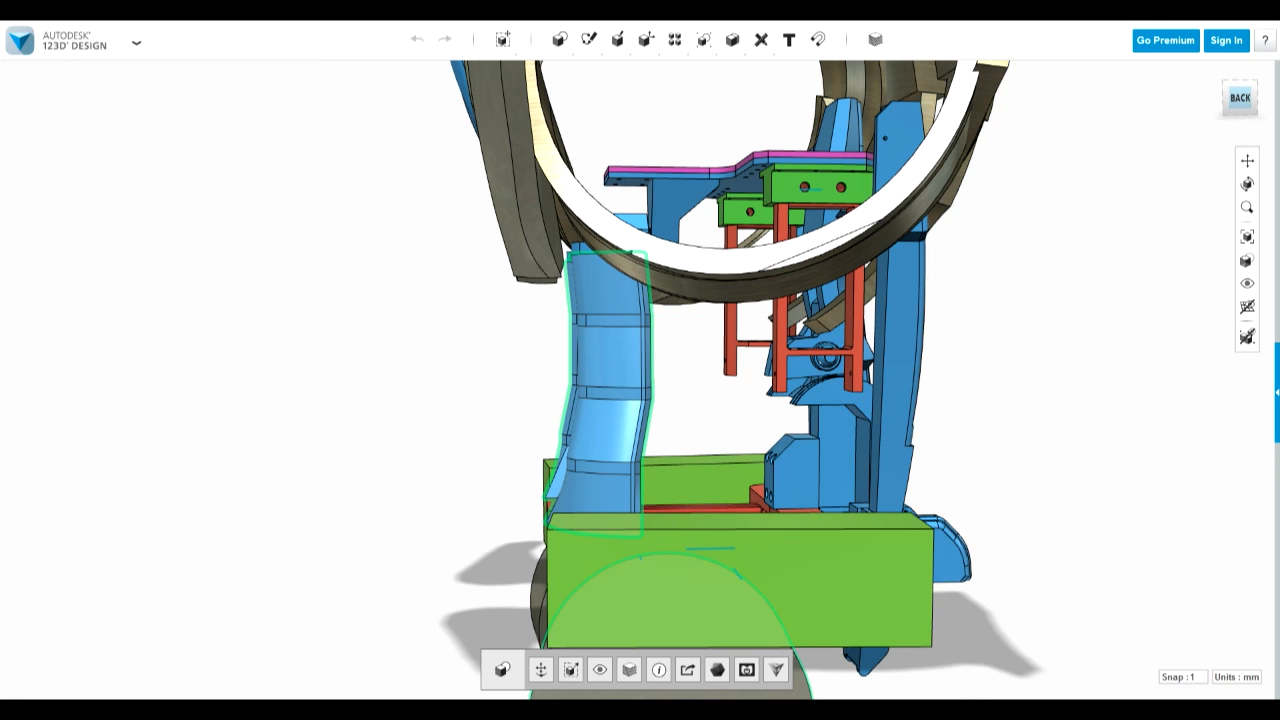 AUTODESK®
123D® DESIGN
Go Premium
Sign In
?
BACK
Snap : 1
Units : mm